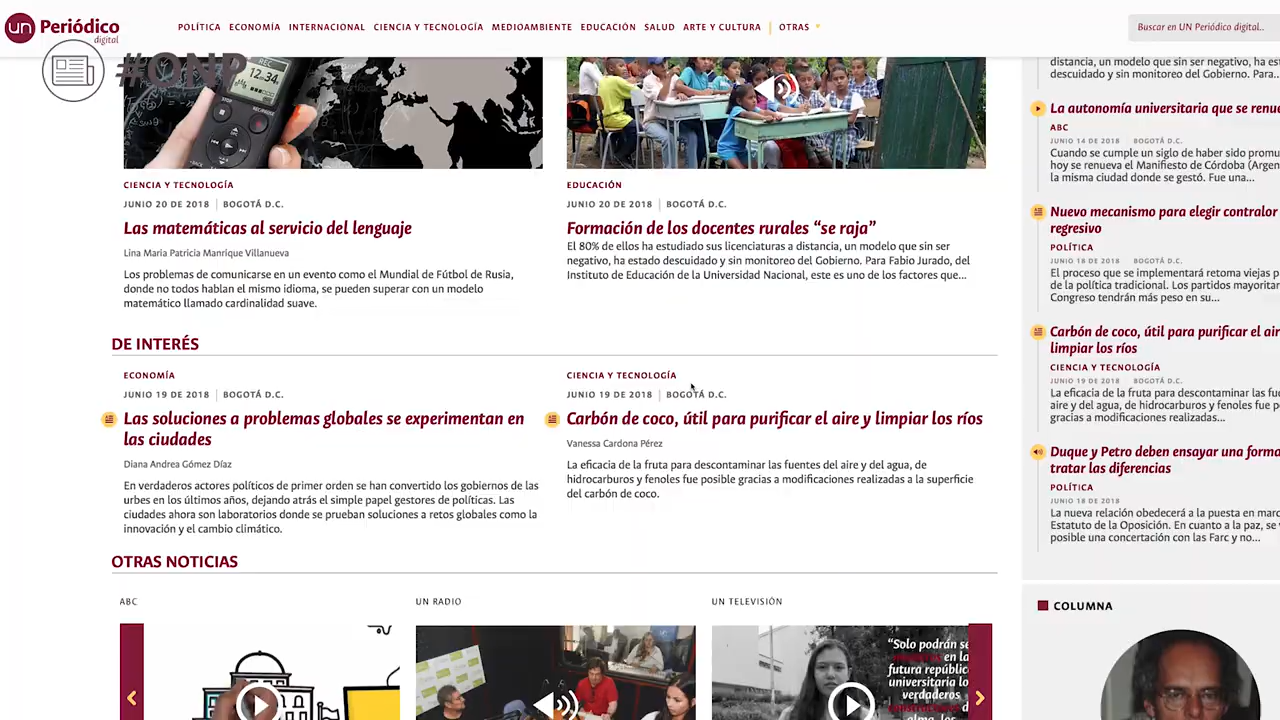 un Periódico
digital
POLÍTICA ECONOMÍA INTERNACIONAL CIENCIA Y TECNOLOGÍA MEDIOAMBIENTE EDUCACIÓN SALUD ARTE Y CULTURA | OTRAS
Buscar en UN Periódico digital..
#ONP
12:34.
CIENCIA Y TECNOLOGÍA
JUNIO 20 DE 2018 | BOGOTÁ D.C.
Las matemáticas al servicio del lenguaje
Lina Maria Patricia Manrique Villanueva
Los problemas de comunicarse en un evento como el Mundial de Fútbol de Rusia,
donde no todos hablan el mismo idioma, se pueden superar con un modelo
matemático llamado cardinalidad suave.
EDUCACIÓN
JUNIO 20 DE 2018 | BOGOTÁ D.C.
Formación de los docentes rurales “se raja”
El 80% de ellos ha estudiado sus licenciaturas a distancia, un modelo que sin ser
negativo, ha estado descuidado y sin monitoreo del Gobierno. Para Fabio Jurado, del
Instituto de Educación de la Universidad Nacional, este es uno de los factores que...
DE INTERÉS
ECONOMÍA
JUNIO 19 DE 2018 | BOGOTÁ D.C.
Las soluciones a problemas globales se experimentan en
las ciudades
Diana Andrea Gómez Díaz
En verdaderos actores políticos de primer orden se han convertido los gobiernos de las
urbes en los últimos años, dejando atrás el simple papel gestores de políticas. Las
ciudades ahora son laboratorios donde se prueban soluciones a retos globales como la
innovación y el cambio climático.
CIENCIA Y TECNOLOGÍA
JUNIO 19 DE 2018 | BOGOTÁ D.C.
Carbón de coco, útil para purificar el aire y limpiar los ríos
Vanessa Cardona Pérez
La eficacia de la fruta para descontaminar las fuentes del aire y del agua, de
hidrocarburos y fenoles fue posible gracias a modificaciones realizadas a la superficie
del carbón de coco.
OTRAS NOTICIAS
ABC
UN RADIO
UN TELEVISIÓN
“Solo podrán se
en la
futura repúblic
universitaria lo
verdaderos
alma, los
distancia, un modelo que sin ser negativo, ha es
descuidado y sin monitoreo del Gobierno. Para...
La autonomía universitaria que se renu
ABC
JUNIO 14 DE 2018 | BOGOTÁ D.C.
Cuando se cumple un siglo de haber sido promu
hoy se renueva el Manifiesto de Córdoba (Argen
la misma ciudad donde se gestó. Fue una...
Nuevo mecanismo para elegir contralor
regresivo
POLÍTICA
JUNIO 18 DE 2018 | BOGOTÁ D.C.
El proceso que se implementará retoma viejas p
de la política tradicional. Los partidos mayoritar
Congreso tendrán más peso en su...
Carbón de coco, útil para purificar el air
limpiar los ríos
CIENCIA Y TECNOLOGÍA
JUNIO 19 DE 2018 | BOGOTÁ D.C.
La eficacia de la fruta para descontaminar las fu
aire y del agua, de hidrocarburos y fenoles fue p
gracias a modificaciones realizadas...
Duque y Petro deben ensayar una forma
tratar las diferencias
POLÍTICA
JUNIO 18 DE 2018
La nueva relación obedecerá a la puesta en marc
Estatuto de la Oposición. En cuanto a la paz, se v
posible una concertación con las Farc y no...
COLUMNA